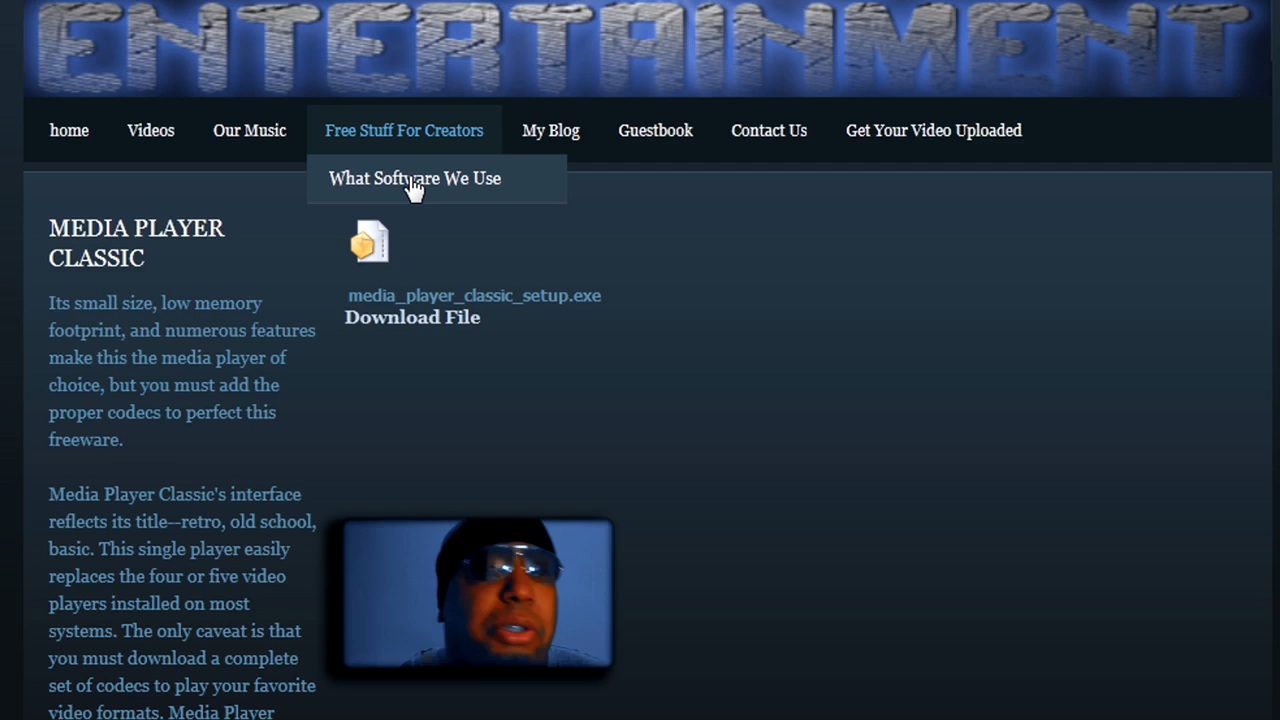 ENTERTAINMENT
home Videos Our Music Free Stuff For Creators My Blog Guestbook Contact Us Get Your Video Uploaded
What Software We Use
MEDIA PLAYER
CLASSIC
Its small size, low memory
footprint, and numerous features
make this the media player of
choice, but you must add the
proper codecs to perfect this
freeware.
Media Player Classic's interface
reflects its title--retro, old school,
basic. This single player easily
replaces the four or five video
players installed on most
systems. The only caveat is that
you must download a complete
set of codecs to play your favorite
video formats. Media Player
media_player_classic_setup.exe
Download File